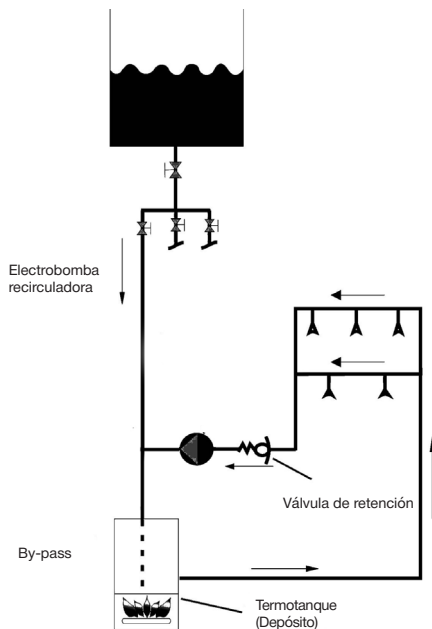 Electrobomba
recirculadora
Válvula de retención
By-pass
Termotanque
(Depósito)